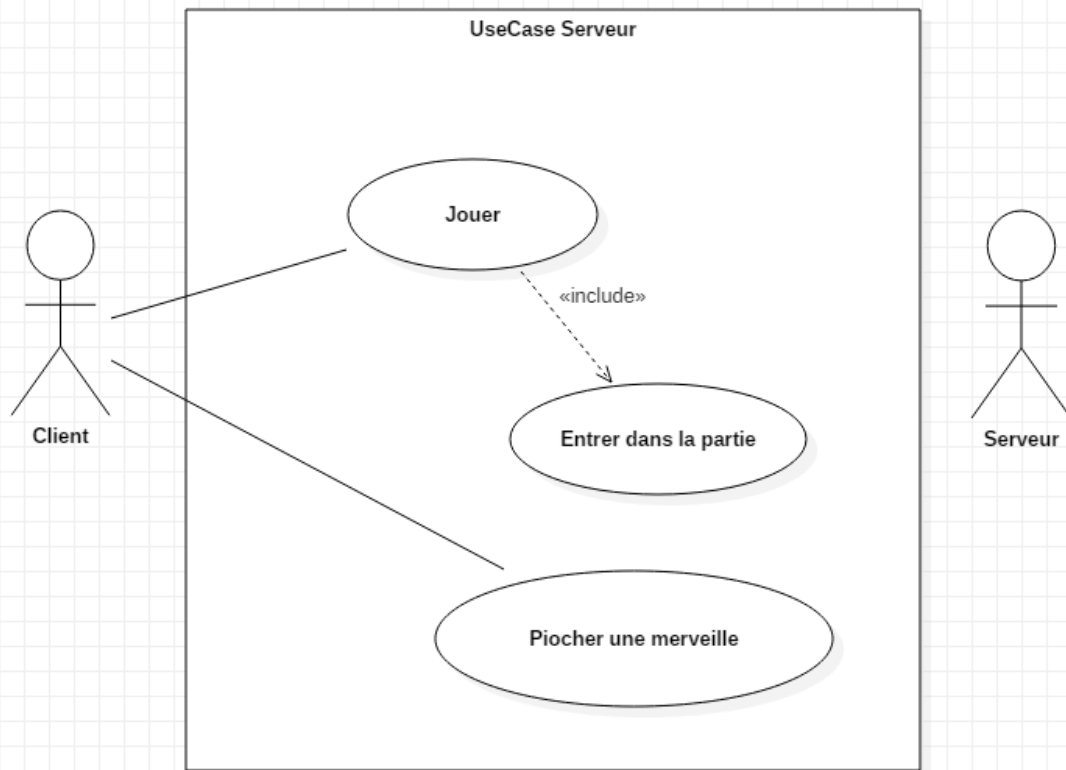 UseCase Serveur
Jouer
«include»
Client
Entrer dans la partie
Serveur
Piocher une merveille